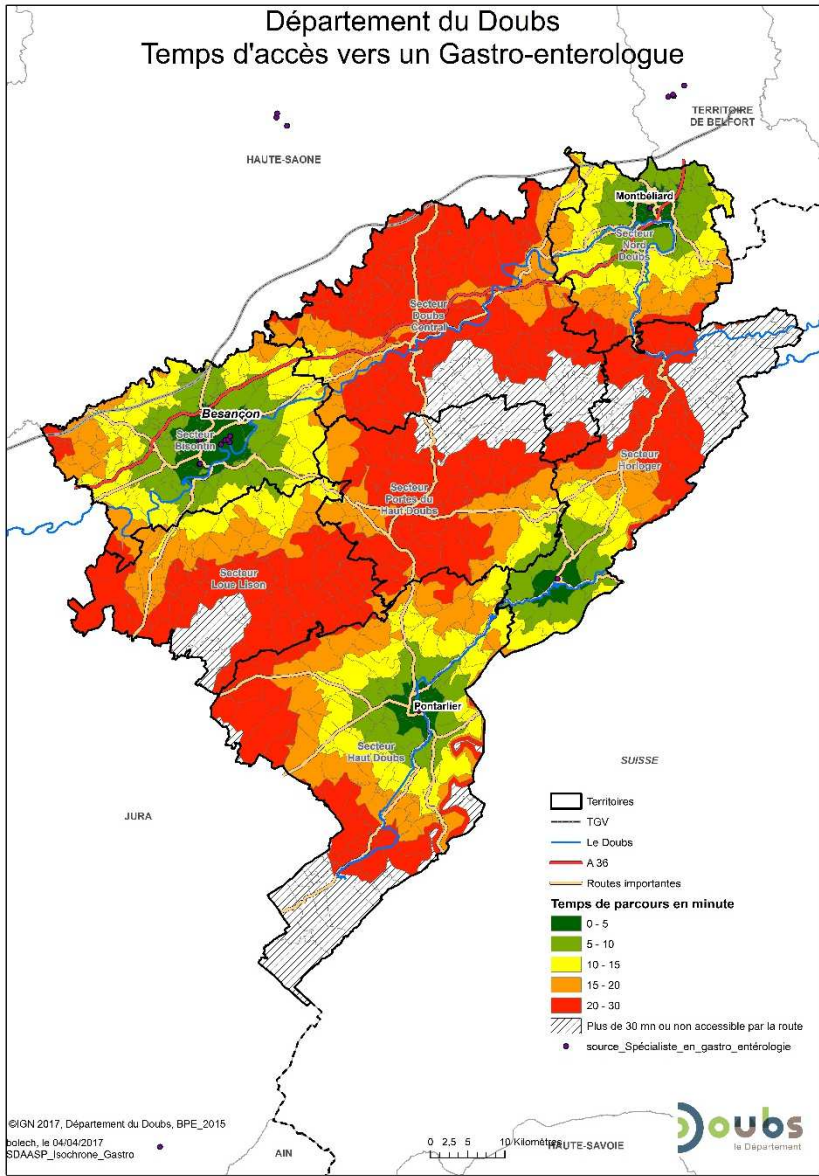 Département du Doubs
Temps d'accès vers un Gastro-enterologue
TERRITOIRE
DE BELFORT
HAUTE-SAONE
Montbéliard
Secteur
Nord
Doubs
Secteur
Doubs
Central
Besançon
Secteur
Bisontin
Secteur
Horloger
Secteur
Portes du
Haut Doubs
Secteur
Loue Lison
Pontarlier
Secteur
Haut Doubs
SUISSE
JURA
Territoires
TGV
Le Doubs
A 36
Routes importantes
Temps de parcours en minute
0 - 5
5 - 10
10 - 15
15 - 20
20 - 30
Plus de 30 mn ou non accessible par la route
source_Spécialiste_en_gastro_entérologie
©IGN 2017, Département du Doubs, BPE_2015
bolech, le 04/04/2017
SDAASP_Isochrone_Gastro
AIN
0 2,5 5 10 Kilomètres
HAUTE-SAVOIE
Doubs
le Département